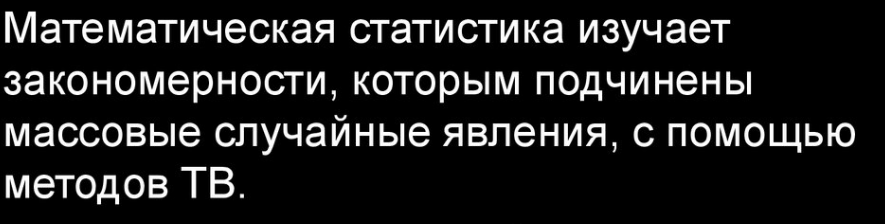 Математическая статистика изучает
закономерности, которым подчинены
массовые случайные явления, с помощью
методов ТВ.